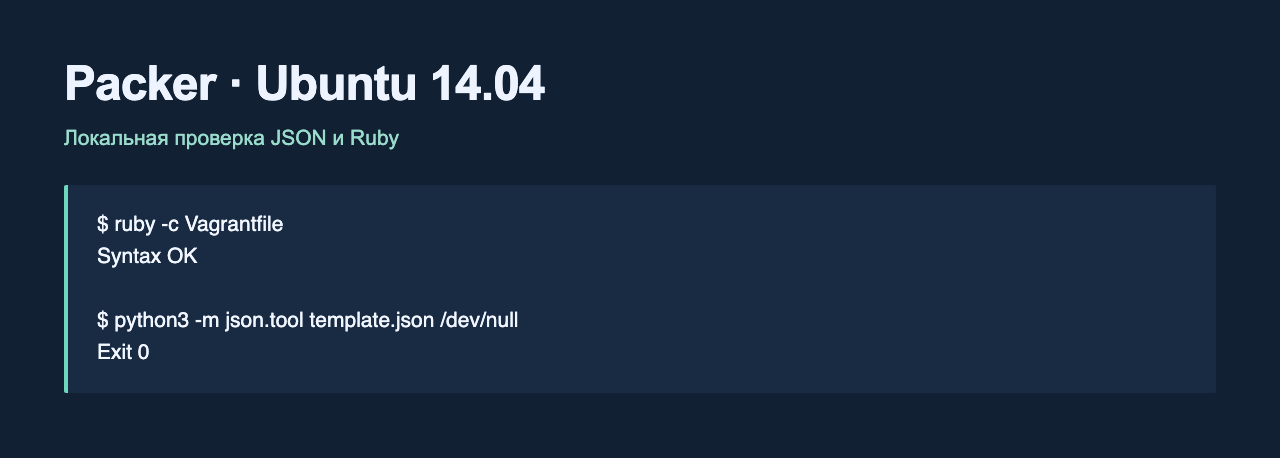 Packer · Ubuntu 14.04
Локальная проверка JSON и Ruby
$ ruby -c Vagrantfile
Syntax OK
$ python3 -m json.tool template.json /dev/null
Exit 0